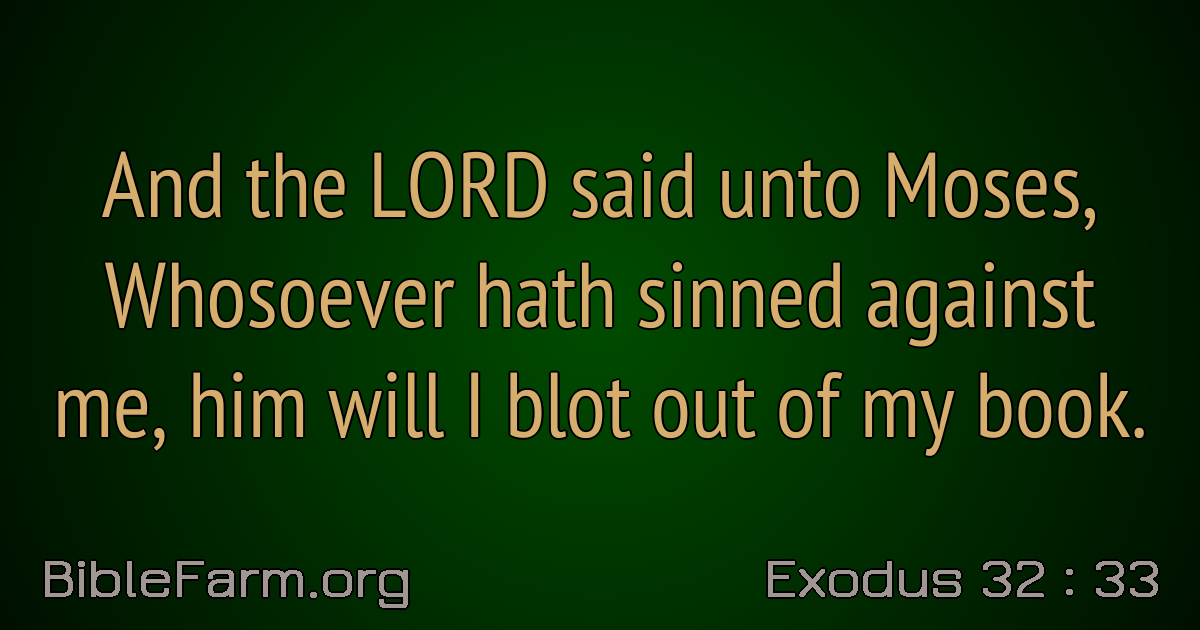 And the LORD said unto Moses,
Whosoever hath sinned against
me, him will I blot out of my book.
BibleFarm.org
Exodus 32 : 33